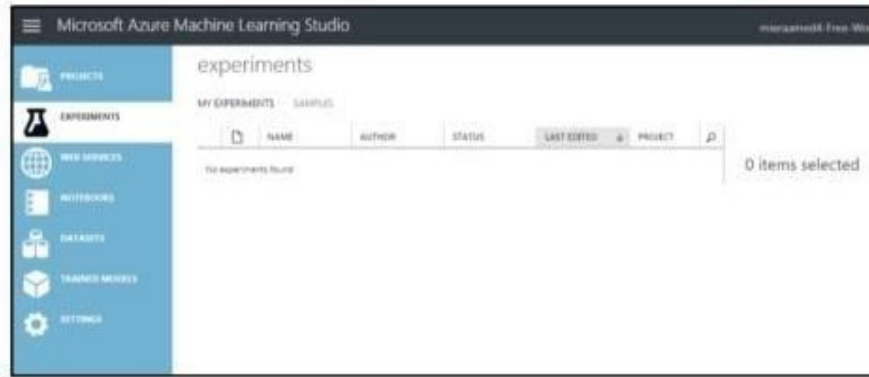 Microsoft Azure Machine Learning Studio
PROJECTS
EXPERIMENTS
WEB SERVICES
NOTEBOOKS
DATASETS
TRAINED MODELS
SETTINGS
experiments
MY EXPERIMENTS SAMPLES
NAME AUTHOR STATUS LAST EDITED PROJECT
No experiments found
0 items selected